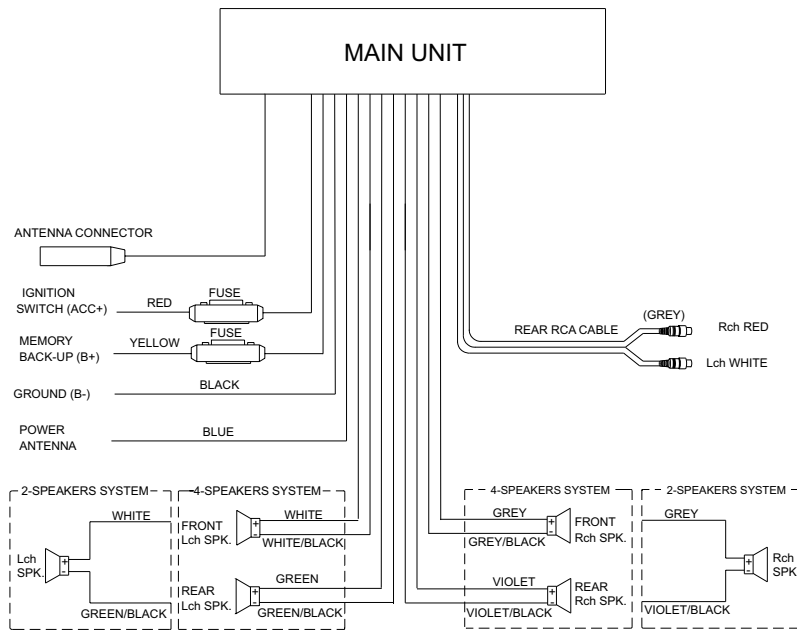 MAIN UNIT
ANTENNA CONNECTOR
IGNITION
SWITCH (ACC+)
RED
FUSE
MEMORY
BACK-UP (B+)
YELLOW
FUSE
GROUND (B-)
BLACK
POWER
ANTENNA
BLUE
REAR RCA CABLE
(GREY)
Rch RED
Lch WHITE
2-SPEAKERS SYSTEM
WHITE
Lch
SPK.
GREEN/BLACK
4-SPEAKERS SYSTEM
FRONT
Lch SPK.
WHITE
WHITE/BLACK
REAR
Lch SPK.
GREEN
GREEN/BLACK
4-SPEAKERS SYSTEM
GREY
GREY/BLACK
FRONT
Rch SPK.
VIOLET
VIOLET/BLACK
REAR
Rch SPK.
2-SPEAKERS SYSTEM
GREY
Rch
SPK
VIOLET/BLACK